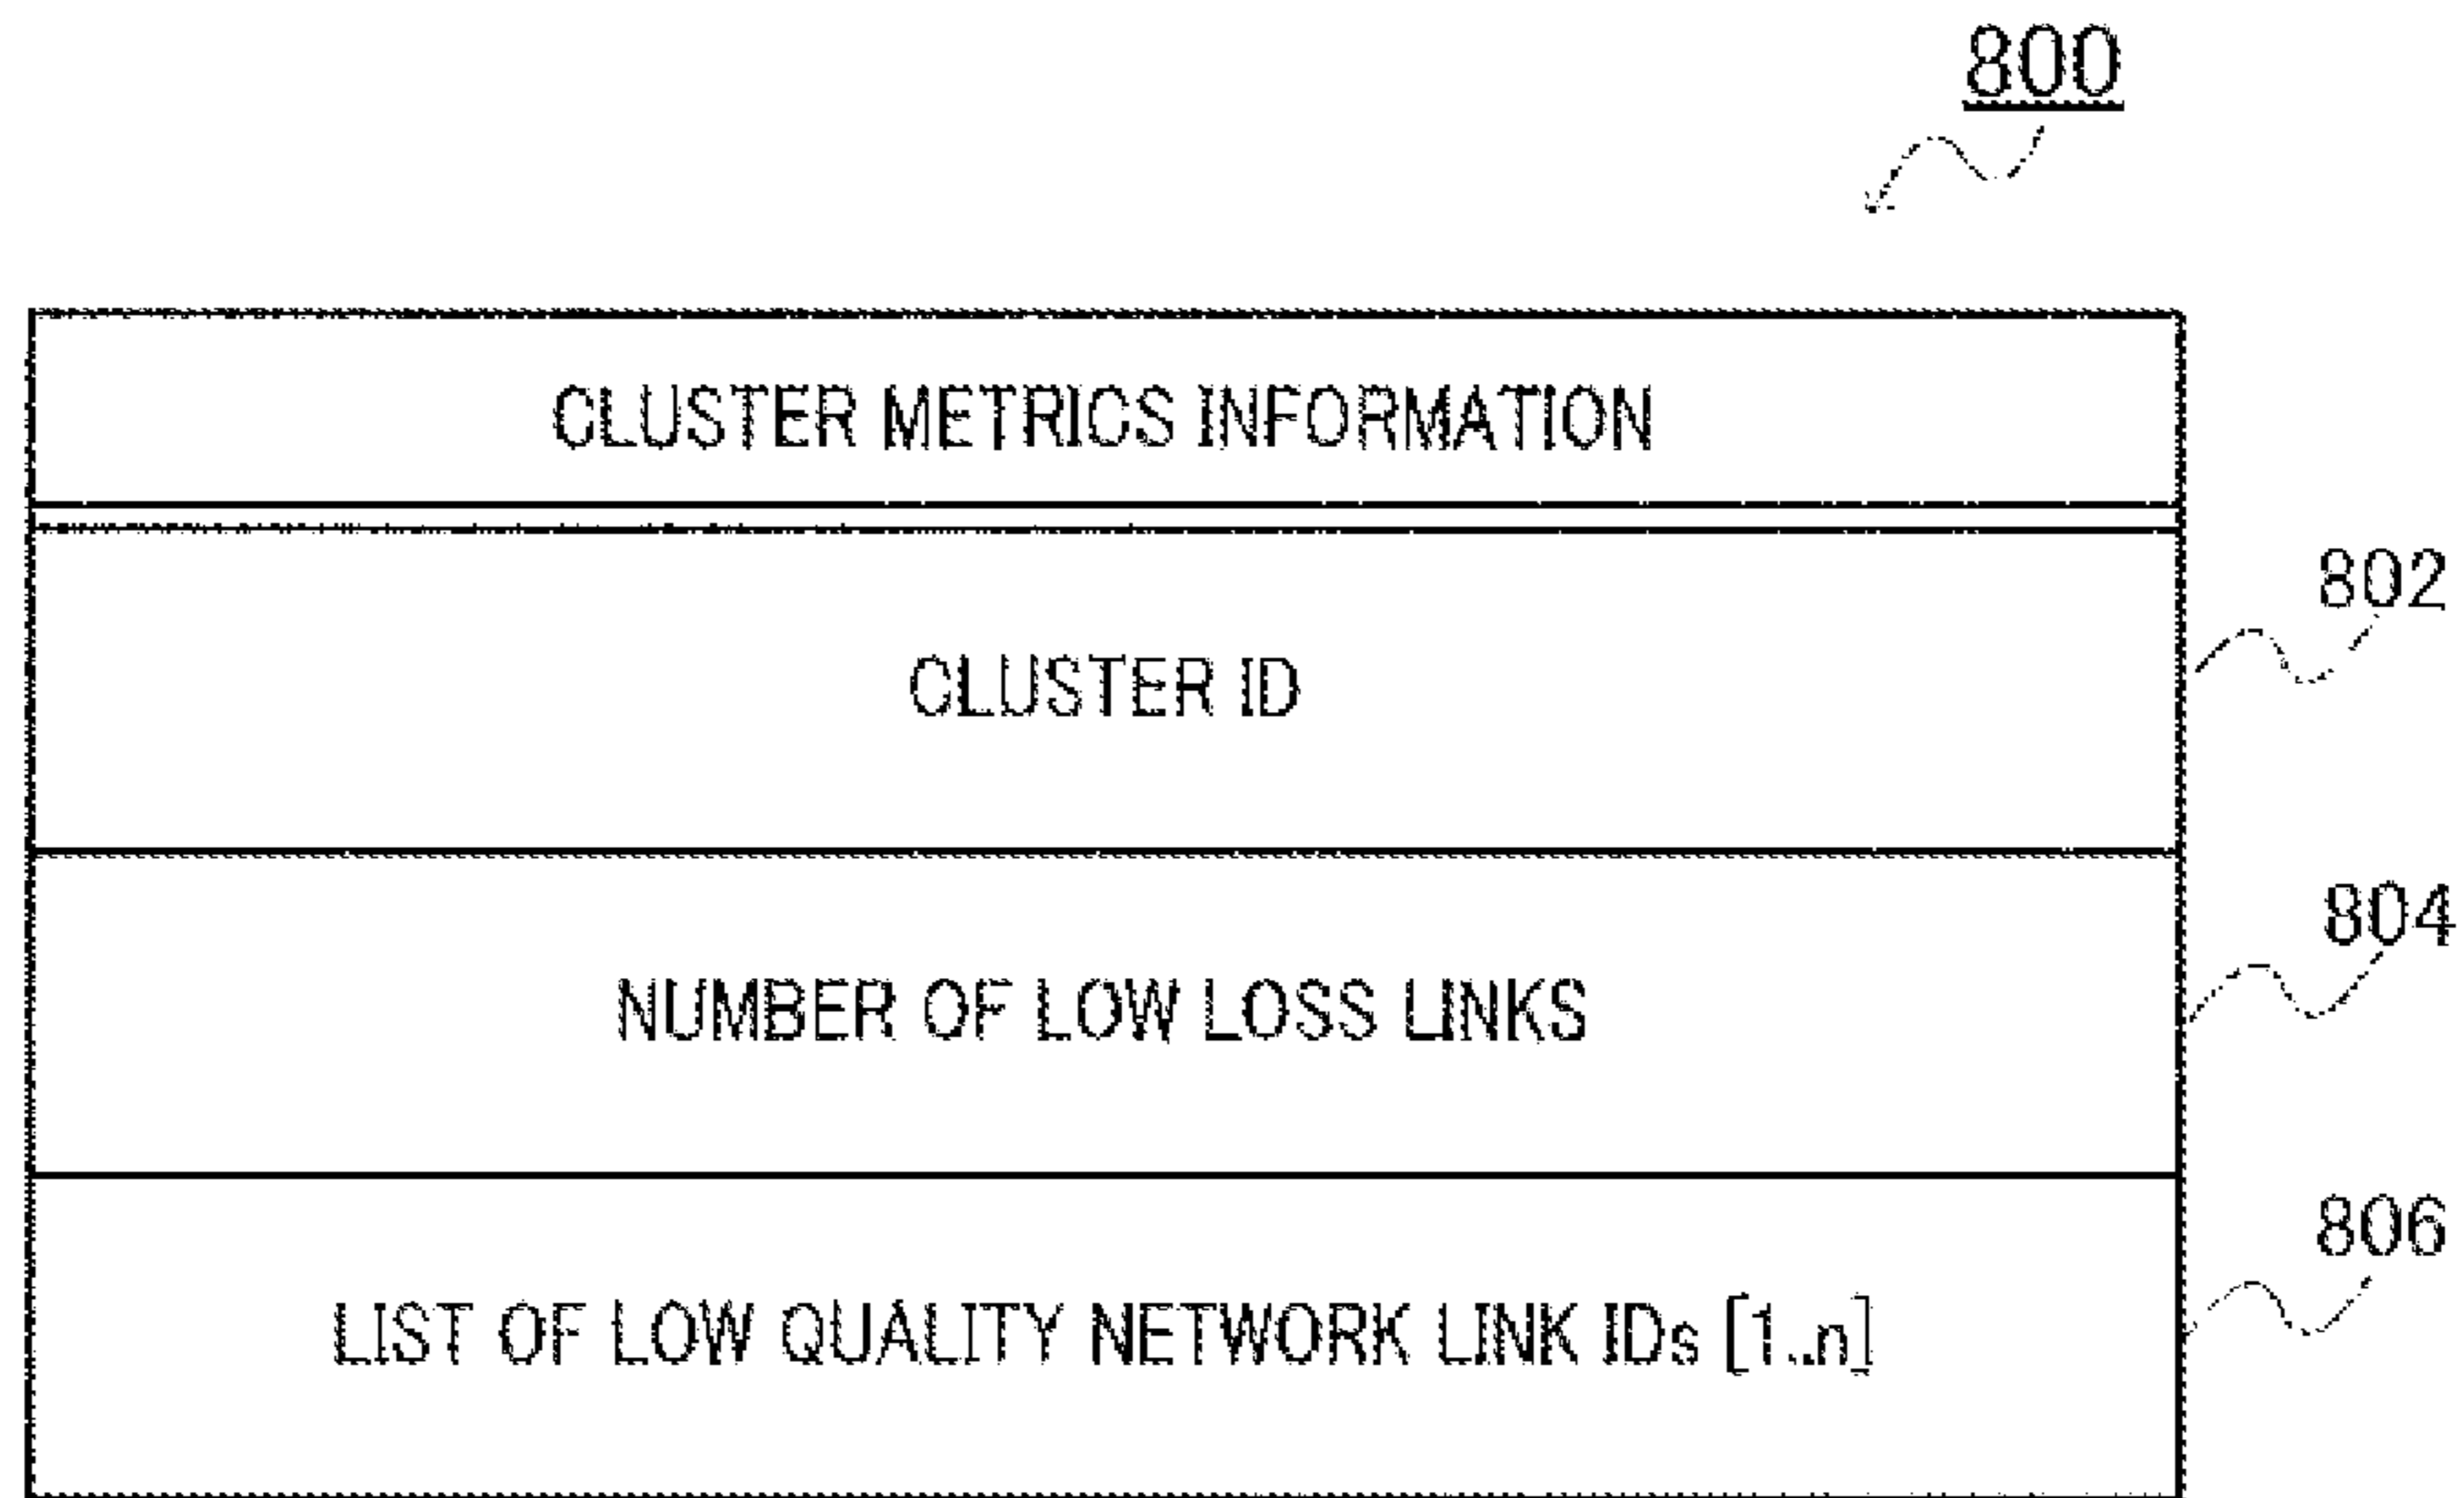 800
CLUSTER METRICS INFORMATION
CLUSTER ID
802
NUMBER OF LOW LOSS LINKS
804
LIST OF LOW QUALITY NETWORK LINK IDs [1..n]
806